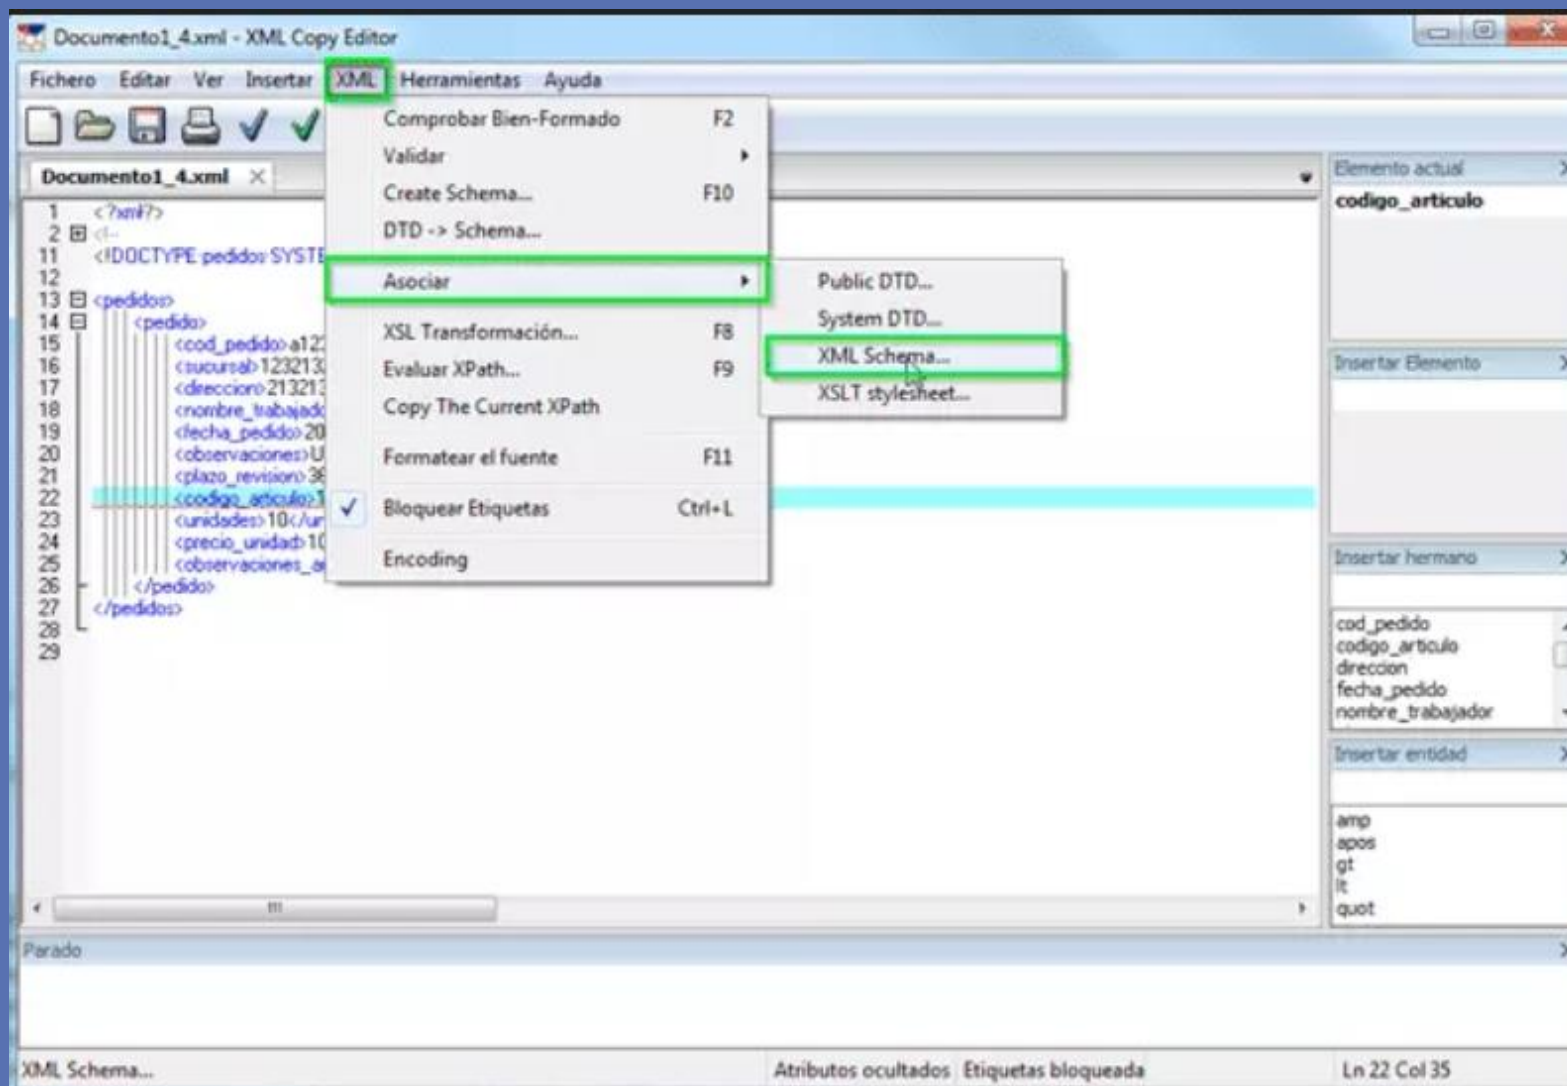 Documento1_4.xml - XML Copy Editor
Fichero Editar Ver Insertar XML Herramientas Ayuda
Documento1_4.xml
1 <?xml?>
2 <!--
11 <!DOCTYPE pedidos SYSTE
12
13 <pedidos>
14 <pedido>
15 <cod_pedido>a123
16 <sucursal>1232132
17 <direccion>213213
18 <nombre_trabajado
19 <fecha_pedido>20
20 <observaciones>U
21 <plazo_revision>36
22 <codigo_articulo>1
23 <unidades>10</un
24 <precio_unidad>10
25 <observaciones_a
26 </pedido>
27 </pedidos>
28
29
Comprobar Bien-Formado F2
Validar
Create Schema... F10
DTD -> Schema...
Asociar
XSL Transformación... F8
Evaluar XPath... F9
Copy The Current XPath
Formatear el fuente F11
Bloquear Etiquetas Ctrl+L
Encoding
Public DTD...
System DTD...
XML Schema...
XSLT stylesheet...
Elemento actual
codigo_articulo
Insertar Elemento
Insertar hermano
cod_pedido
codigo_articulo
direccion
fecha_pedido
nombre_trabajador
Insertar entidad
amp
apos
gt
lt
quot
Parado
XML Schema... Atributos ocultados Etiquetas bloqueada Ln 22 Col 35